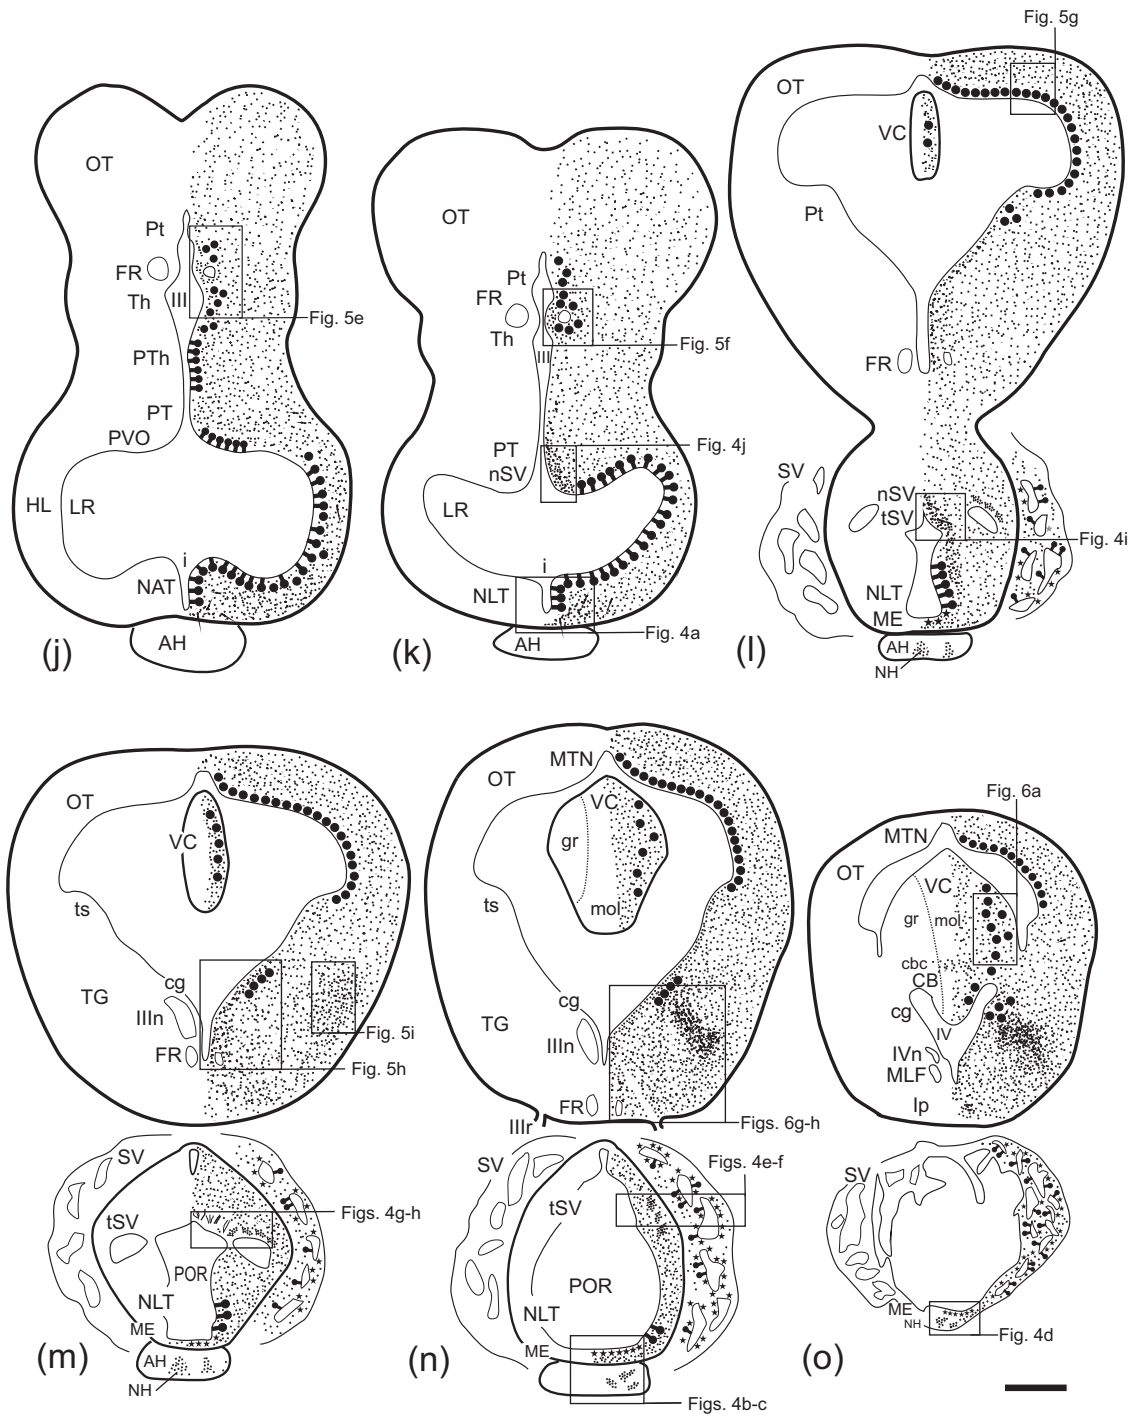 OT
Pt
FR
Th
III
Fig. 5e
PTh
PT
PVO
HL
LR
i
NAT
AH
(j)
OT
Pt
FR
Th
III
Fig. 5f
PT
nSV
Fig. 4j
LR
i
NLT
Fig. 4a
AH
(k)
Fig. 5g
OT
VC
Pt
FR
SV
nSV
tSV
Fig. 4i
NLT
ME
AH
NH
(l)
OT
VC
ts
cg
TG
IIIn
FR
Fig. 5i
Fig. 5h
SV
tSV
Figs. 4g-h
POR
NLT
ME
AH
NH
(m)
MTN
OT
VC
gr
mol
ts
cg
TG
IIIn
FR
IIIr
Figs. 6g-h
SV
Figs. 4e-f
tSV
POR
NLT
ME
Figs. 4b-c
(n)
Fig. 6a
MTN
OT
VC
gr
mol
cbc
CB
cg
IV
IVn
MLF
Ip
SV
ME
NH
Fig. 4d
(o)